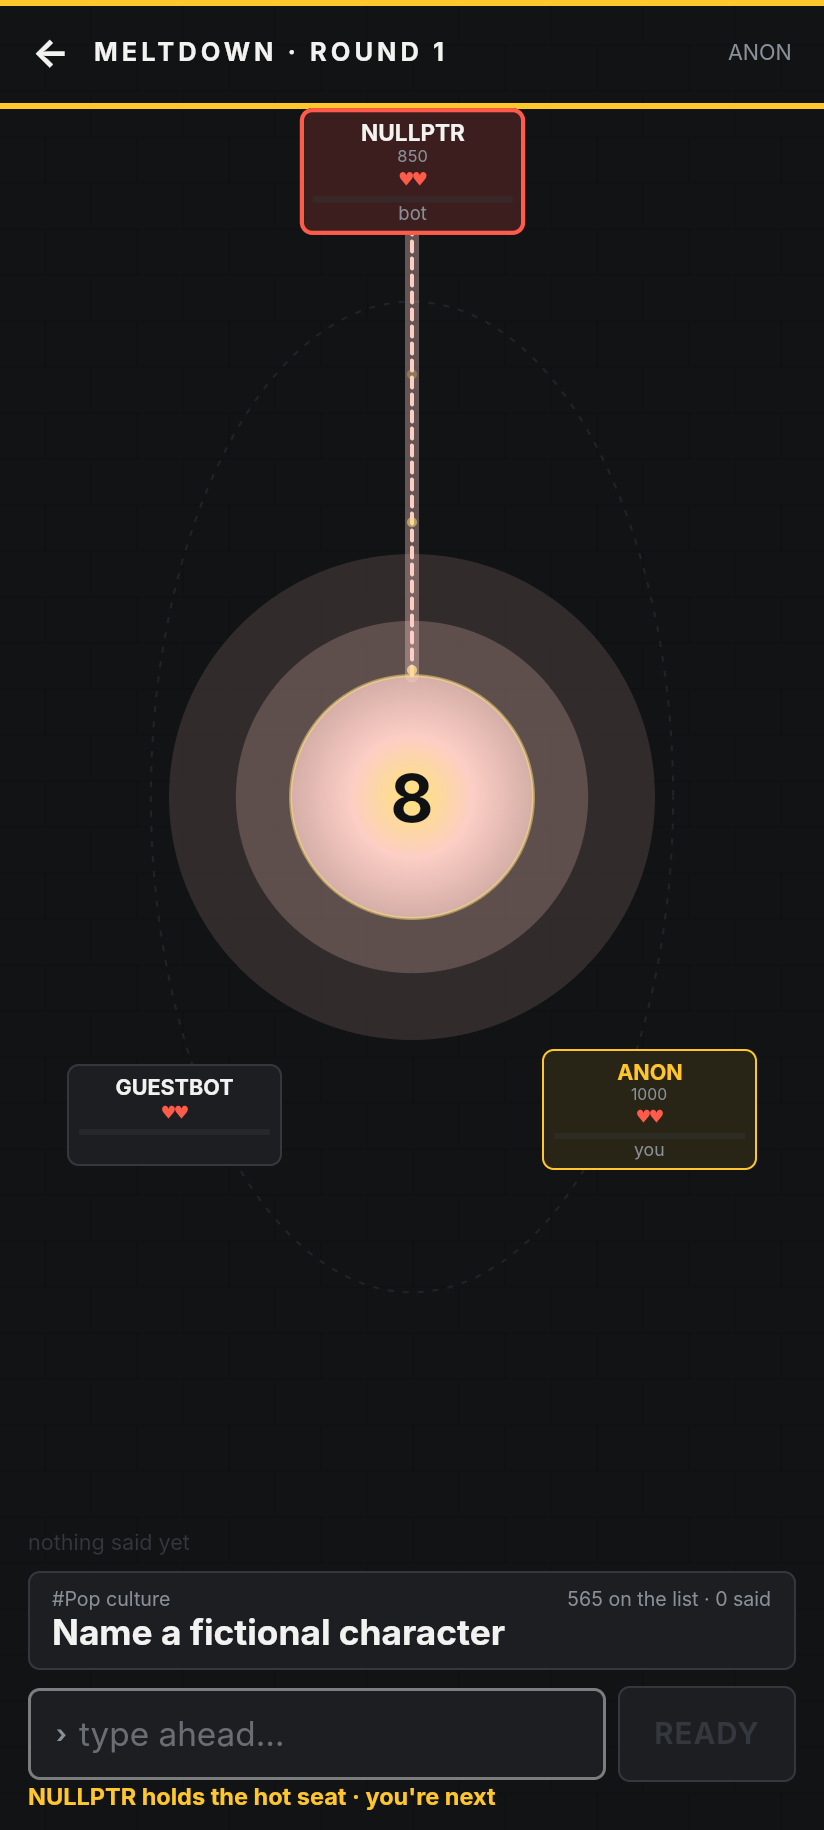 MELTDOWN · ROUND 1
ANON
NULLPTR
850
♥♥
bot
8
GUESTBOT
♥♥
ANON
1000
♥♥
you
nothing said yet
#Pop culture
565 on the list · 0 said
Name a fictional character
› type ahead...
READY
NULLPTR holds the hot seat · you're next